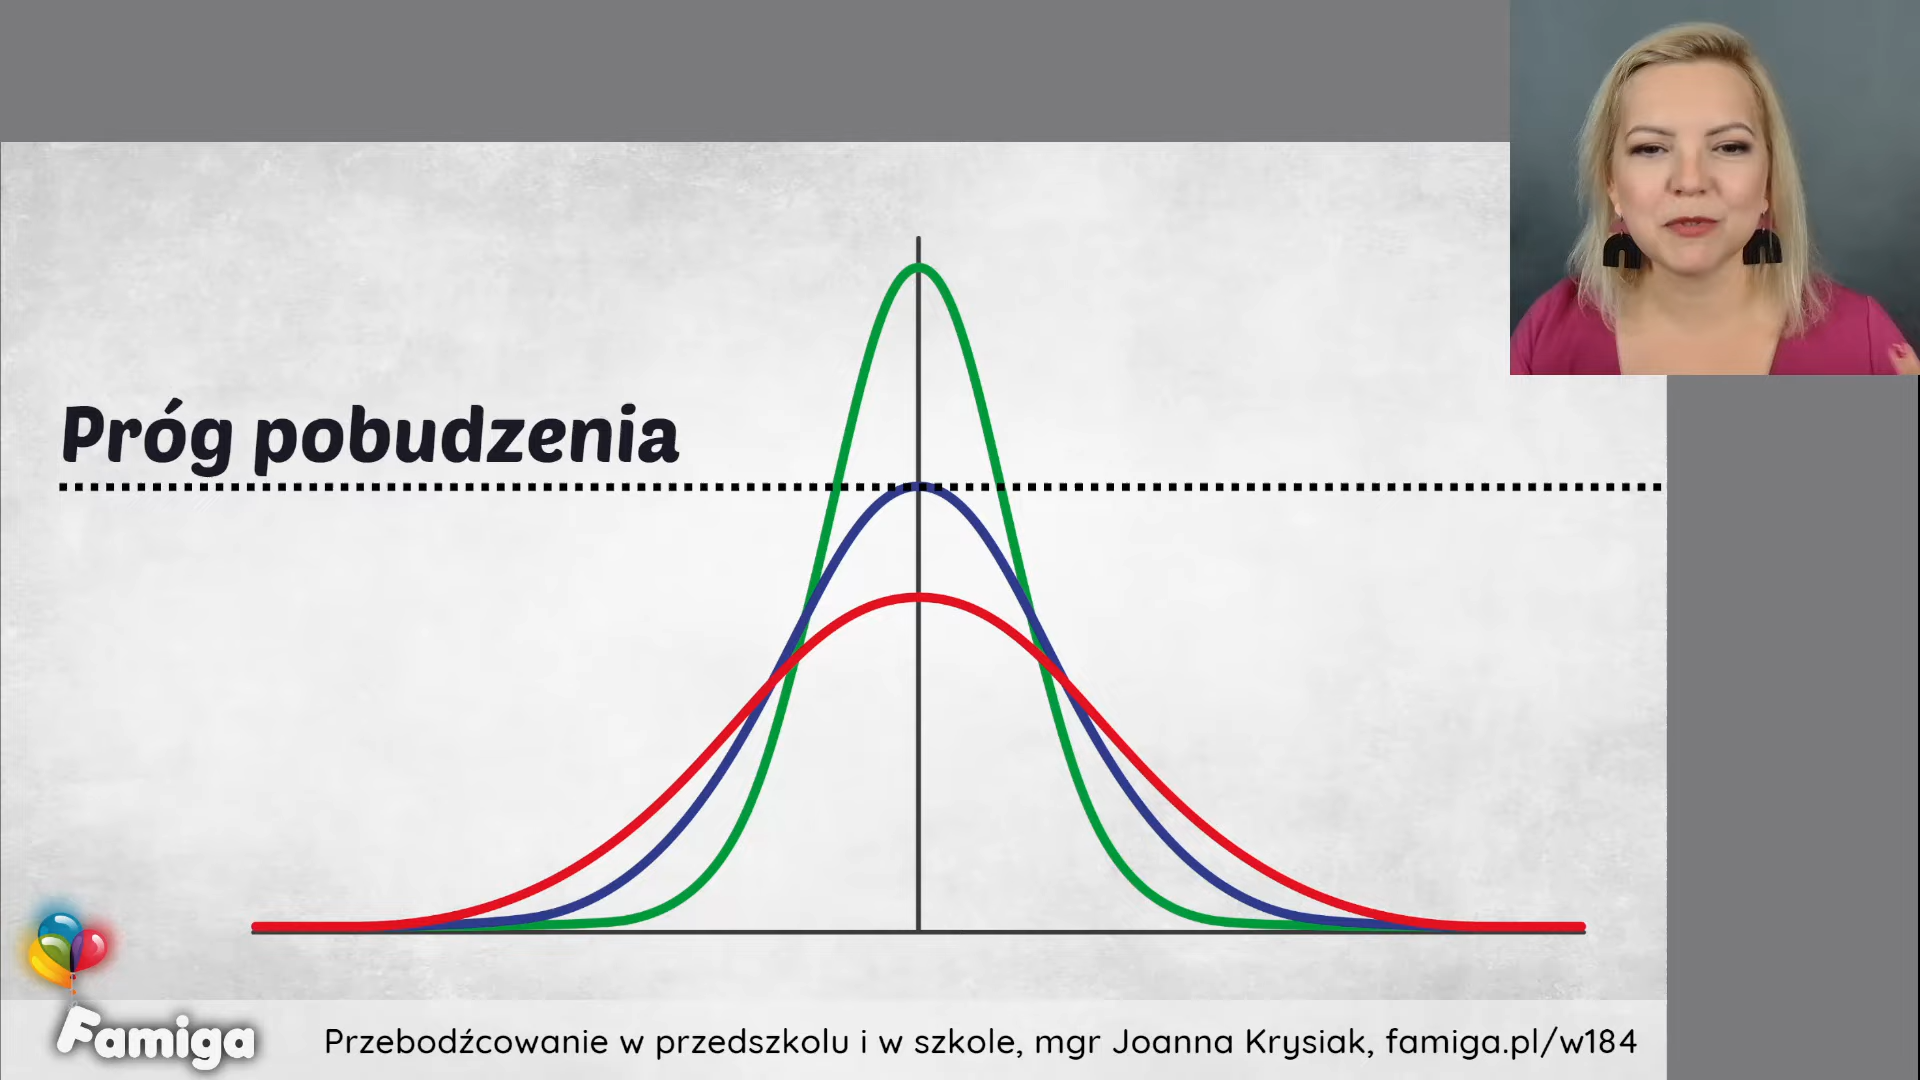 Próg pobudzenia
Famiga
Przebodźcowanie w przedszkolu i w szkole, mgr Joanna Krysiak, famiga.pl/w184